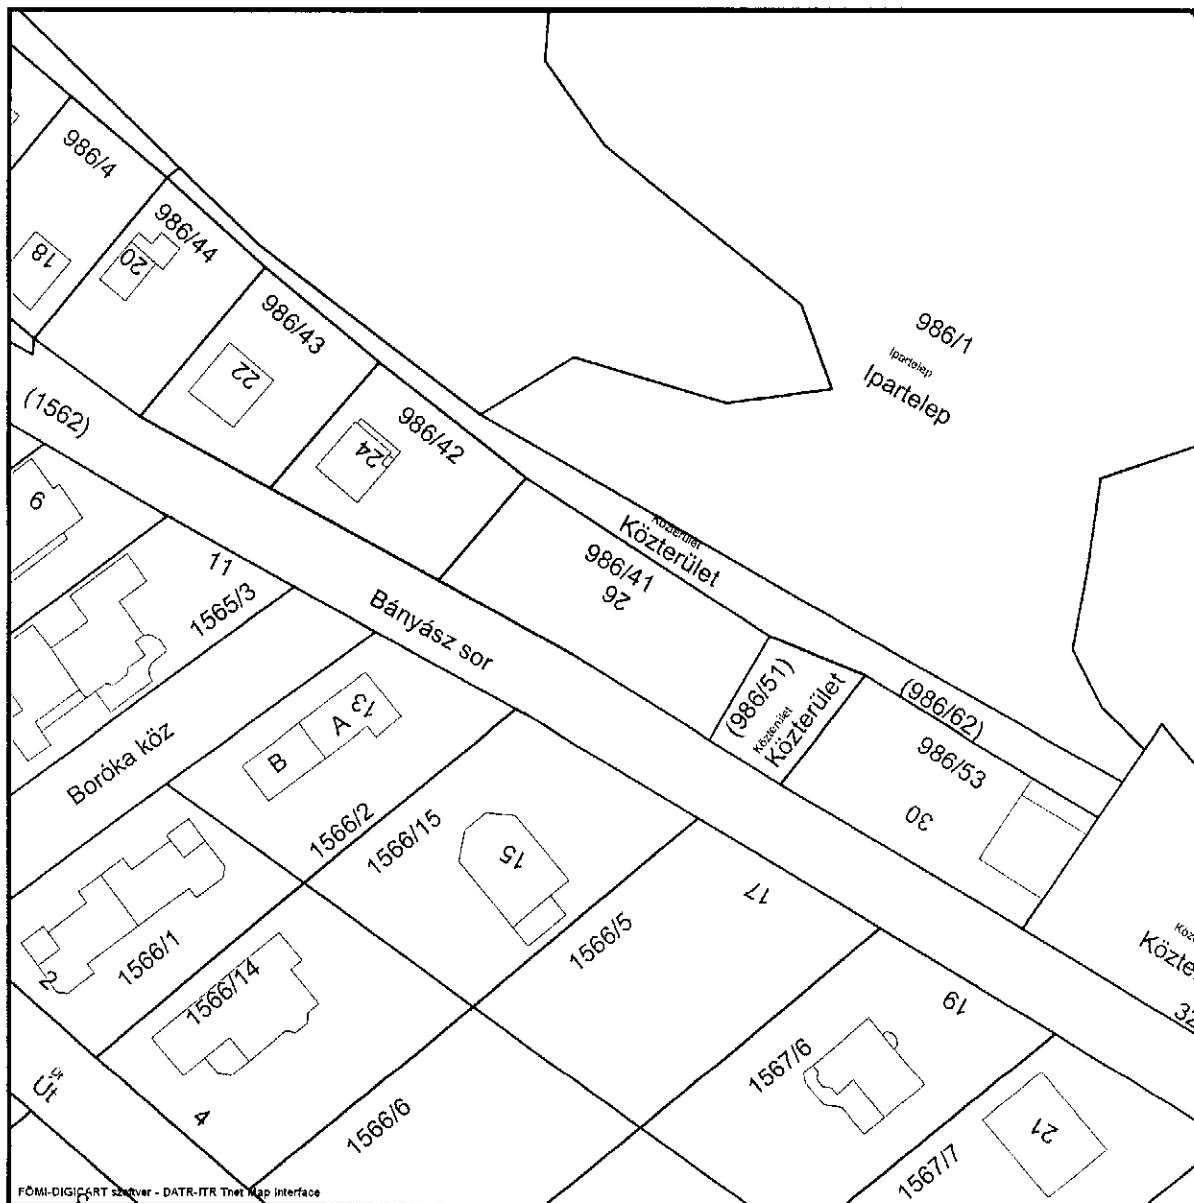 986/4
18
986/44
20
986/43
22
986/1
Ipartelep
Ipartelep
(1562)
986/42
24
9
Közterület
Közterület
986/41
26
11
1565/3
Bányász sor
(986/51)
Közterület
Közterület
(986/62)
986/53
30
Boróka köz
B
A
13
1566/2
1566/15
15
17
1566/5
2
1566/1
1566/14
19
32
Út
Út
4
1566/6
1567/6
21
1567/7
FÖMI-DIGICART szoftver - DATR-ITR Tnet Map Interface